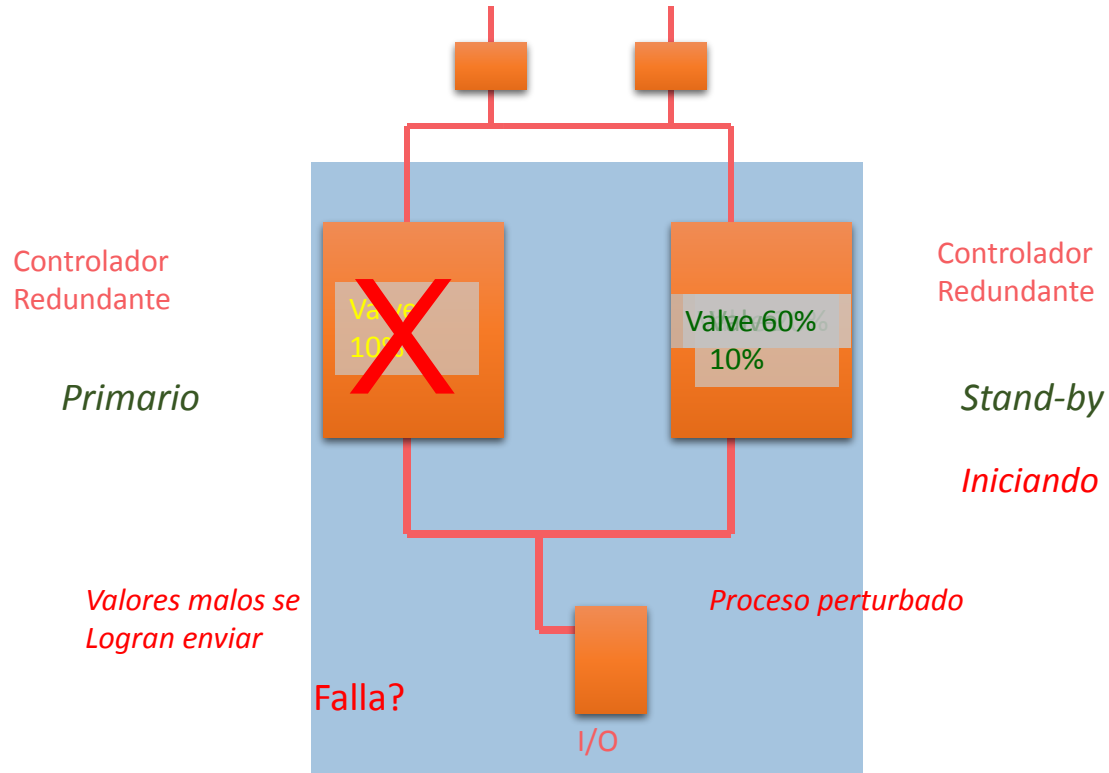 Controlador
Redundante
Controlador
Redundante
Valve
10%
Valve 60%
10%
Primario
Stand-by
Iniciando
Valores malos se
Logran enviar
Proceso perturbado
Falla?
I/O